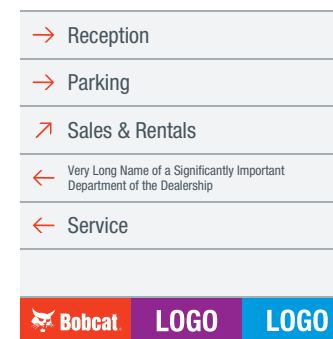 → Reception
→ Parking
↗ Sales & Rentals
← Very Long Name of a Significantly Important
Department of the Dealership
← Service
Bobcat. LOGO LOGO